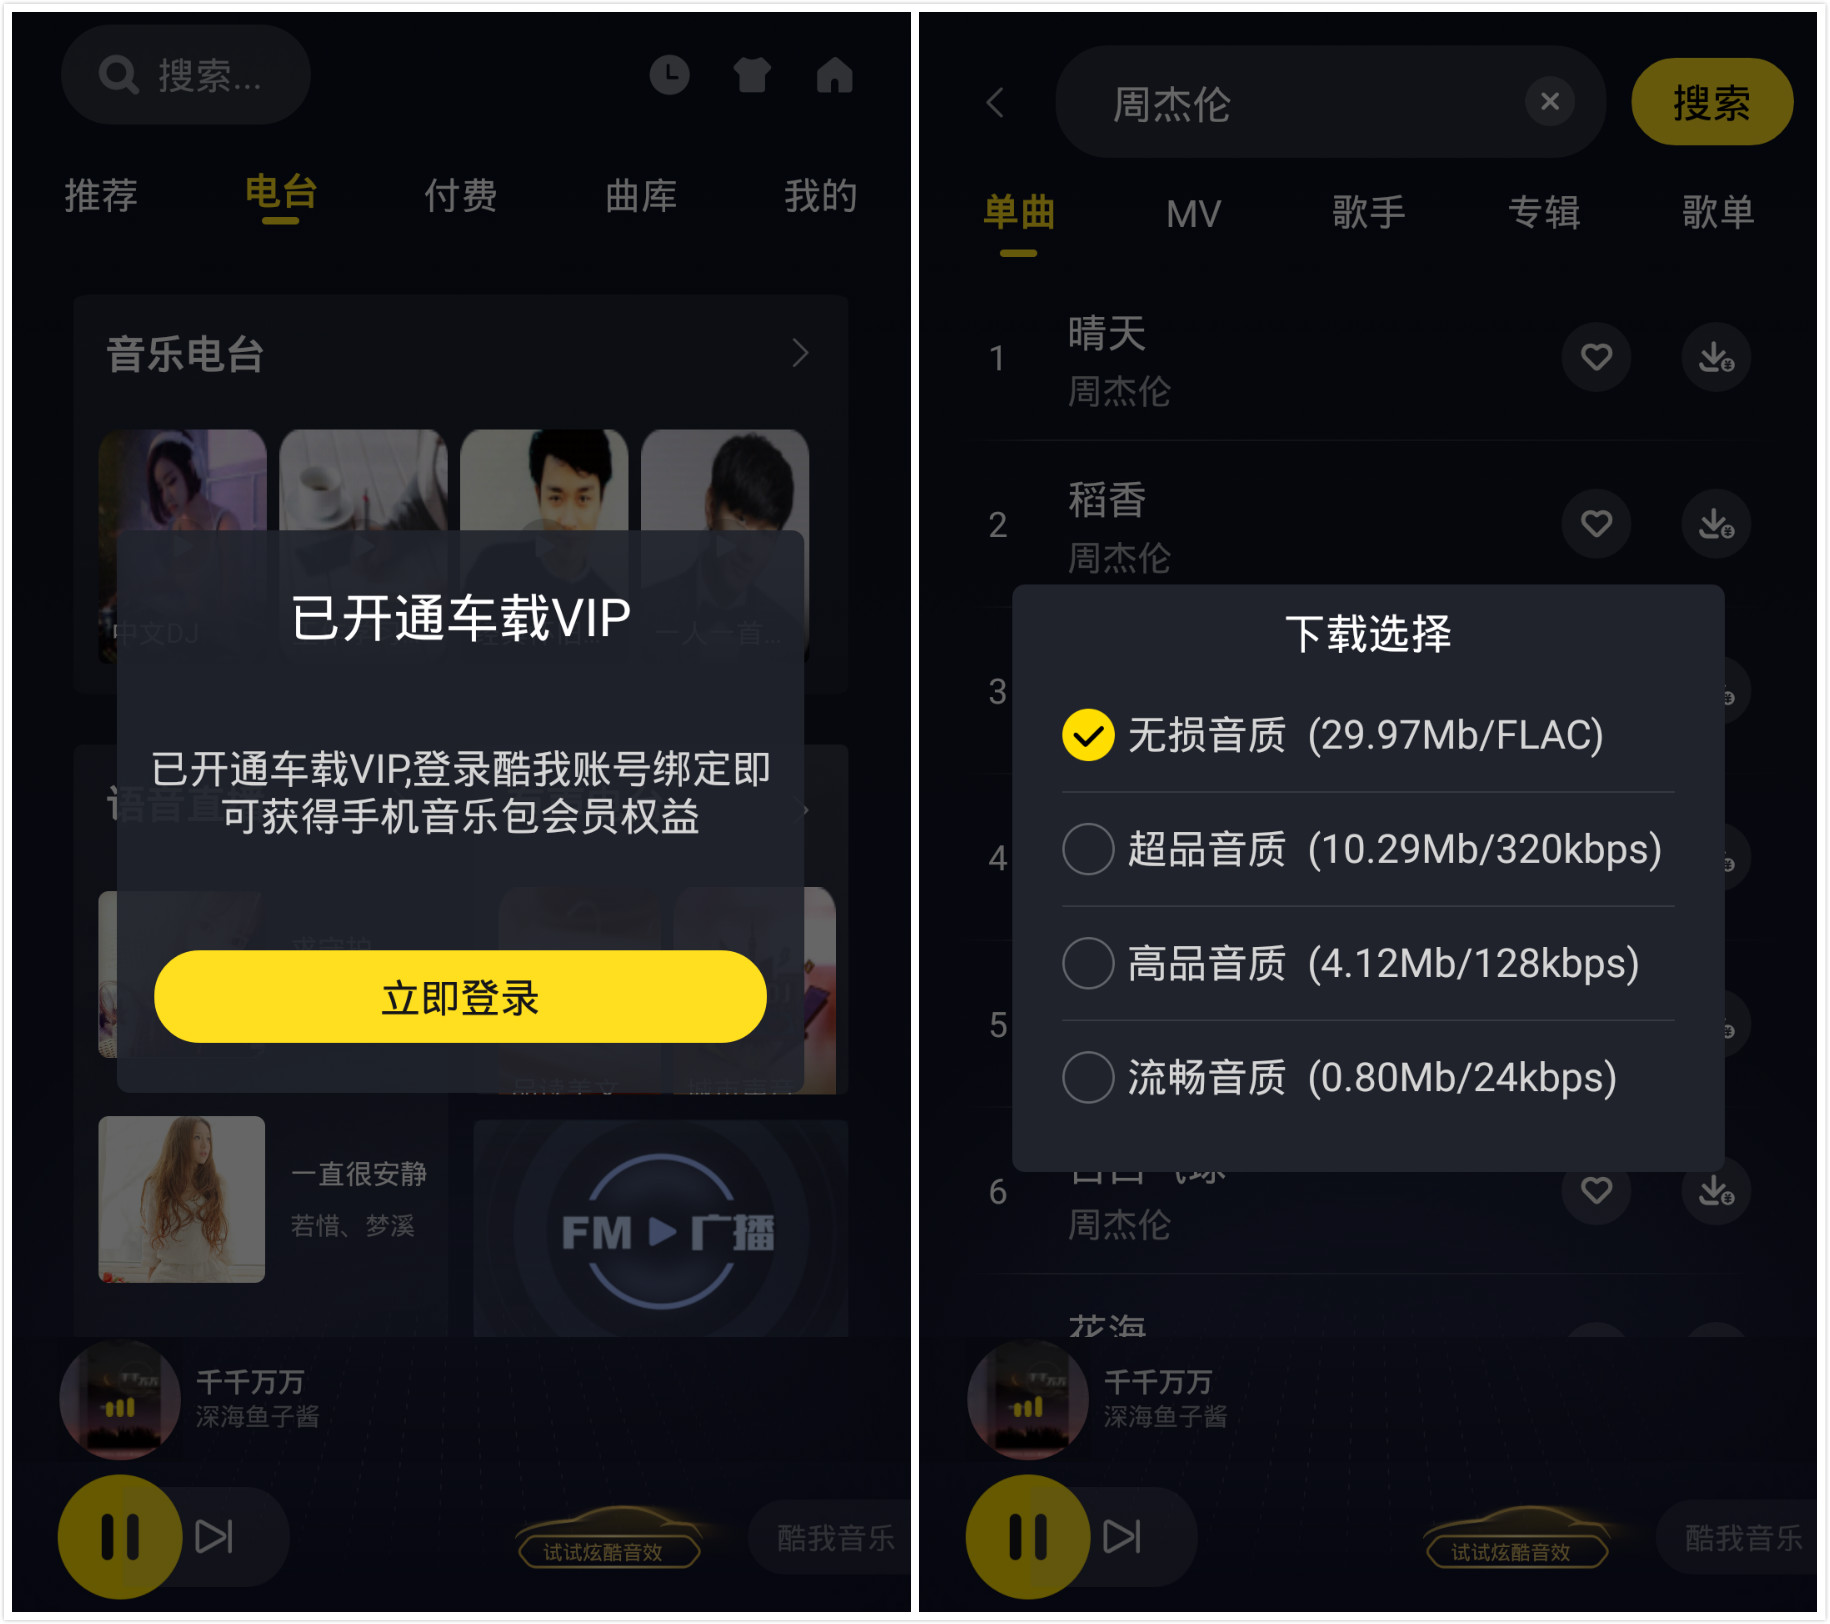 搜索...
推荐
电台
付费
曲库
我的
音乐电台
中文DJ
一人一首...
已开通车载VIP
已开通车载VIP,登录酷我账号绑定即
可获得手机音乐包会员权益
语音直播
立即登录
一直很安静
若惜、梦溪
FM 广播
千千万万
深海鱼子酱
试试炫酷音效
酷我音乐
周杰伦
搜索
单曲
MV
歌手
专辑
歌单
1
晴天
周杰伦
2
稻香
周杰伦
3
4
5
下载选择
无损音质 (29.97Mb/FLAC)
超品音质 (10.29Mb/320kbps)
高品音质 (4.12Mb/128kbps)
流畅音质 (0.80Mb/24kbps)
6
告白气球
周杰伦
花海
千千万万
深海鱼子酱
试试炫酷音效
酷我音乐